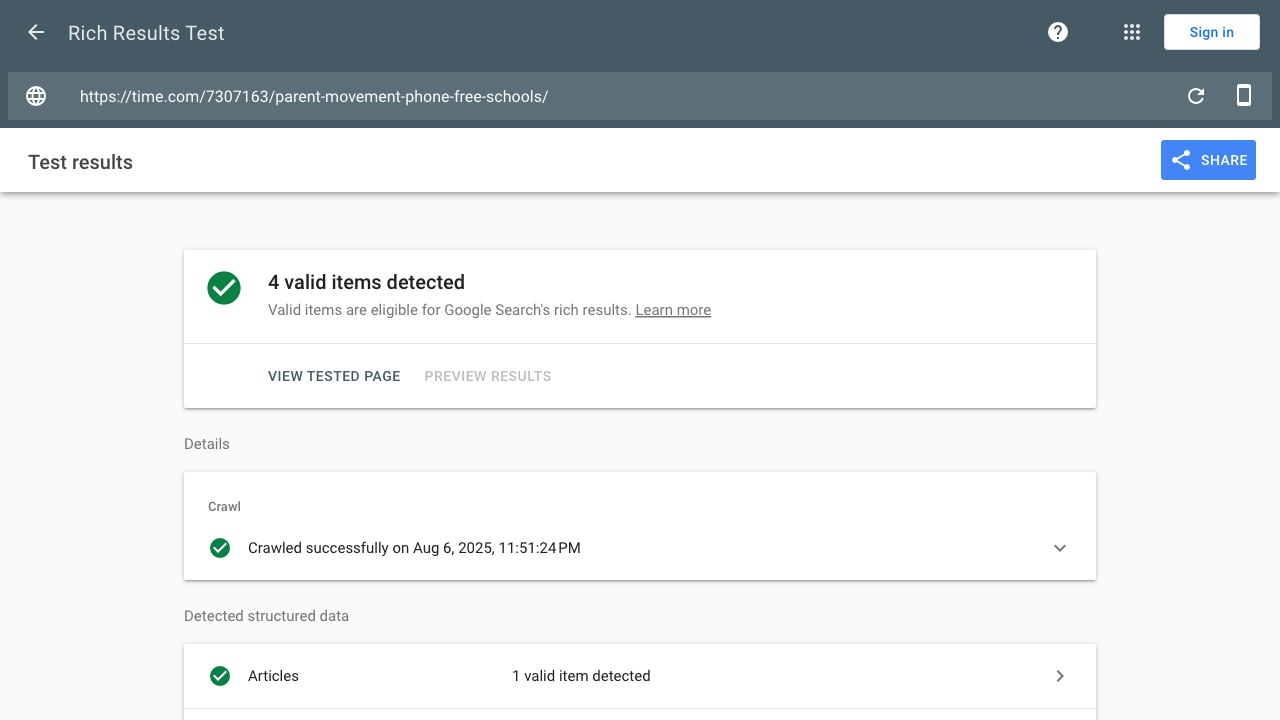 Rich Results Test
Sign in
https://time.com/7307163/parent-movement-phone-free-schools/
Test results
SHARE
4 valid items detected
Valid items are eligible for Google Search's rich results. Learn more
VIEW TESTED PAGE PREVIEW RESULTS
Details
Crawl
Crawled successfully on Aug 6, 2025, 11:51:24 PM
Detected structured data
Articles 1 valid item detected